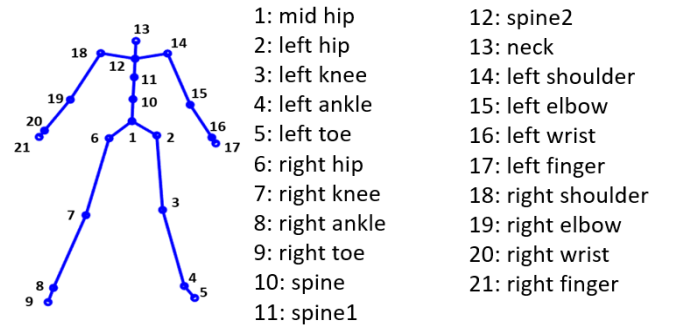 13
18
14
12
11
10
19
15
20
16
21
6
1
2
17
7
3
8
4
9
5
1: mid hip
2: left hip
3: left knee
4: left ankle
5: left toe
6: right hip
7: right knee
8: right ankle
9: right toe
10: spine
11: spine1
12: spine2
13: neck
14: left shoulder
15: left elbow
16: left wrist
17: left finger
18: right shoulder
19: right elbow
20: right wrist
21: right finger